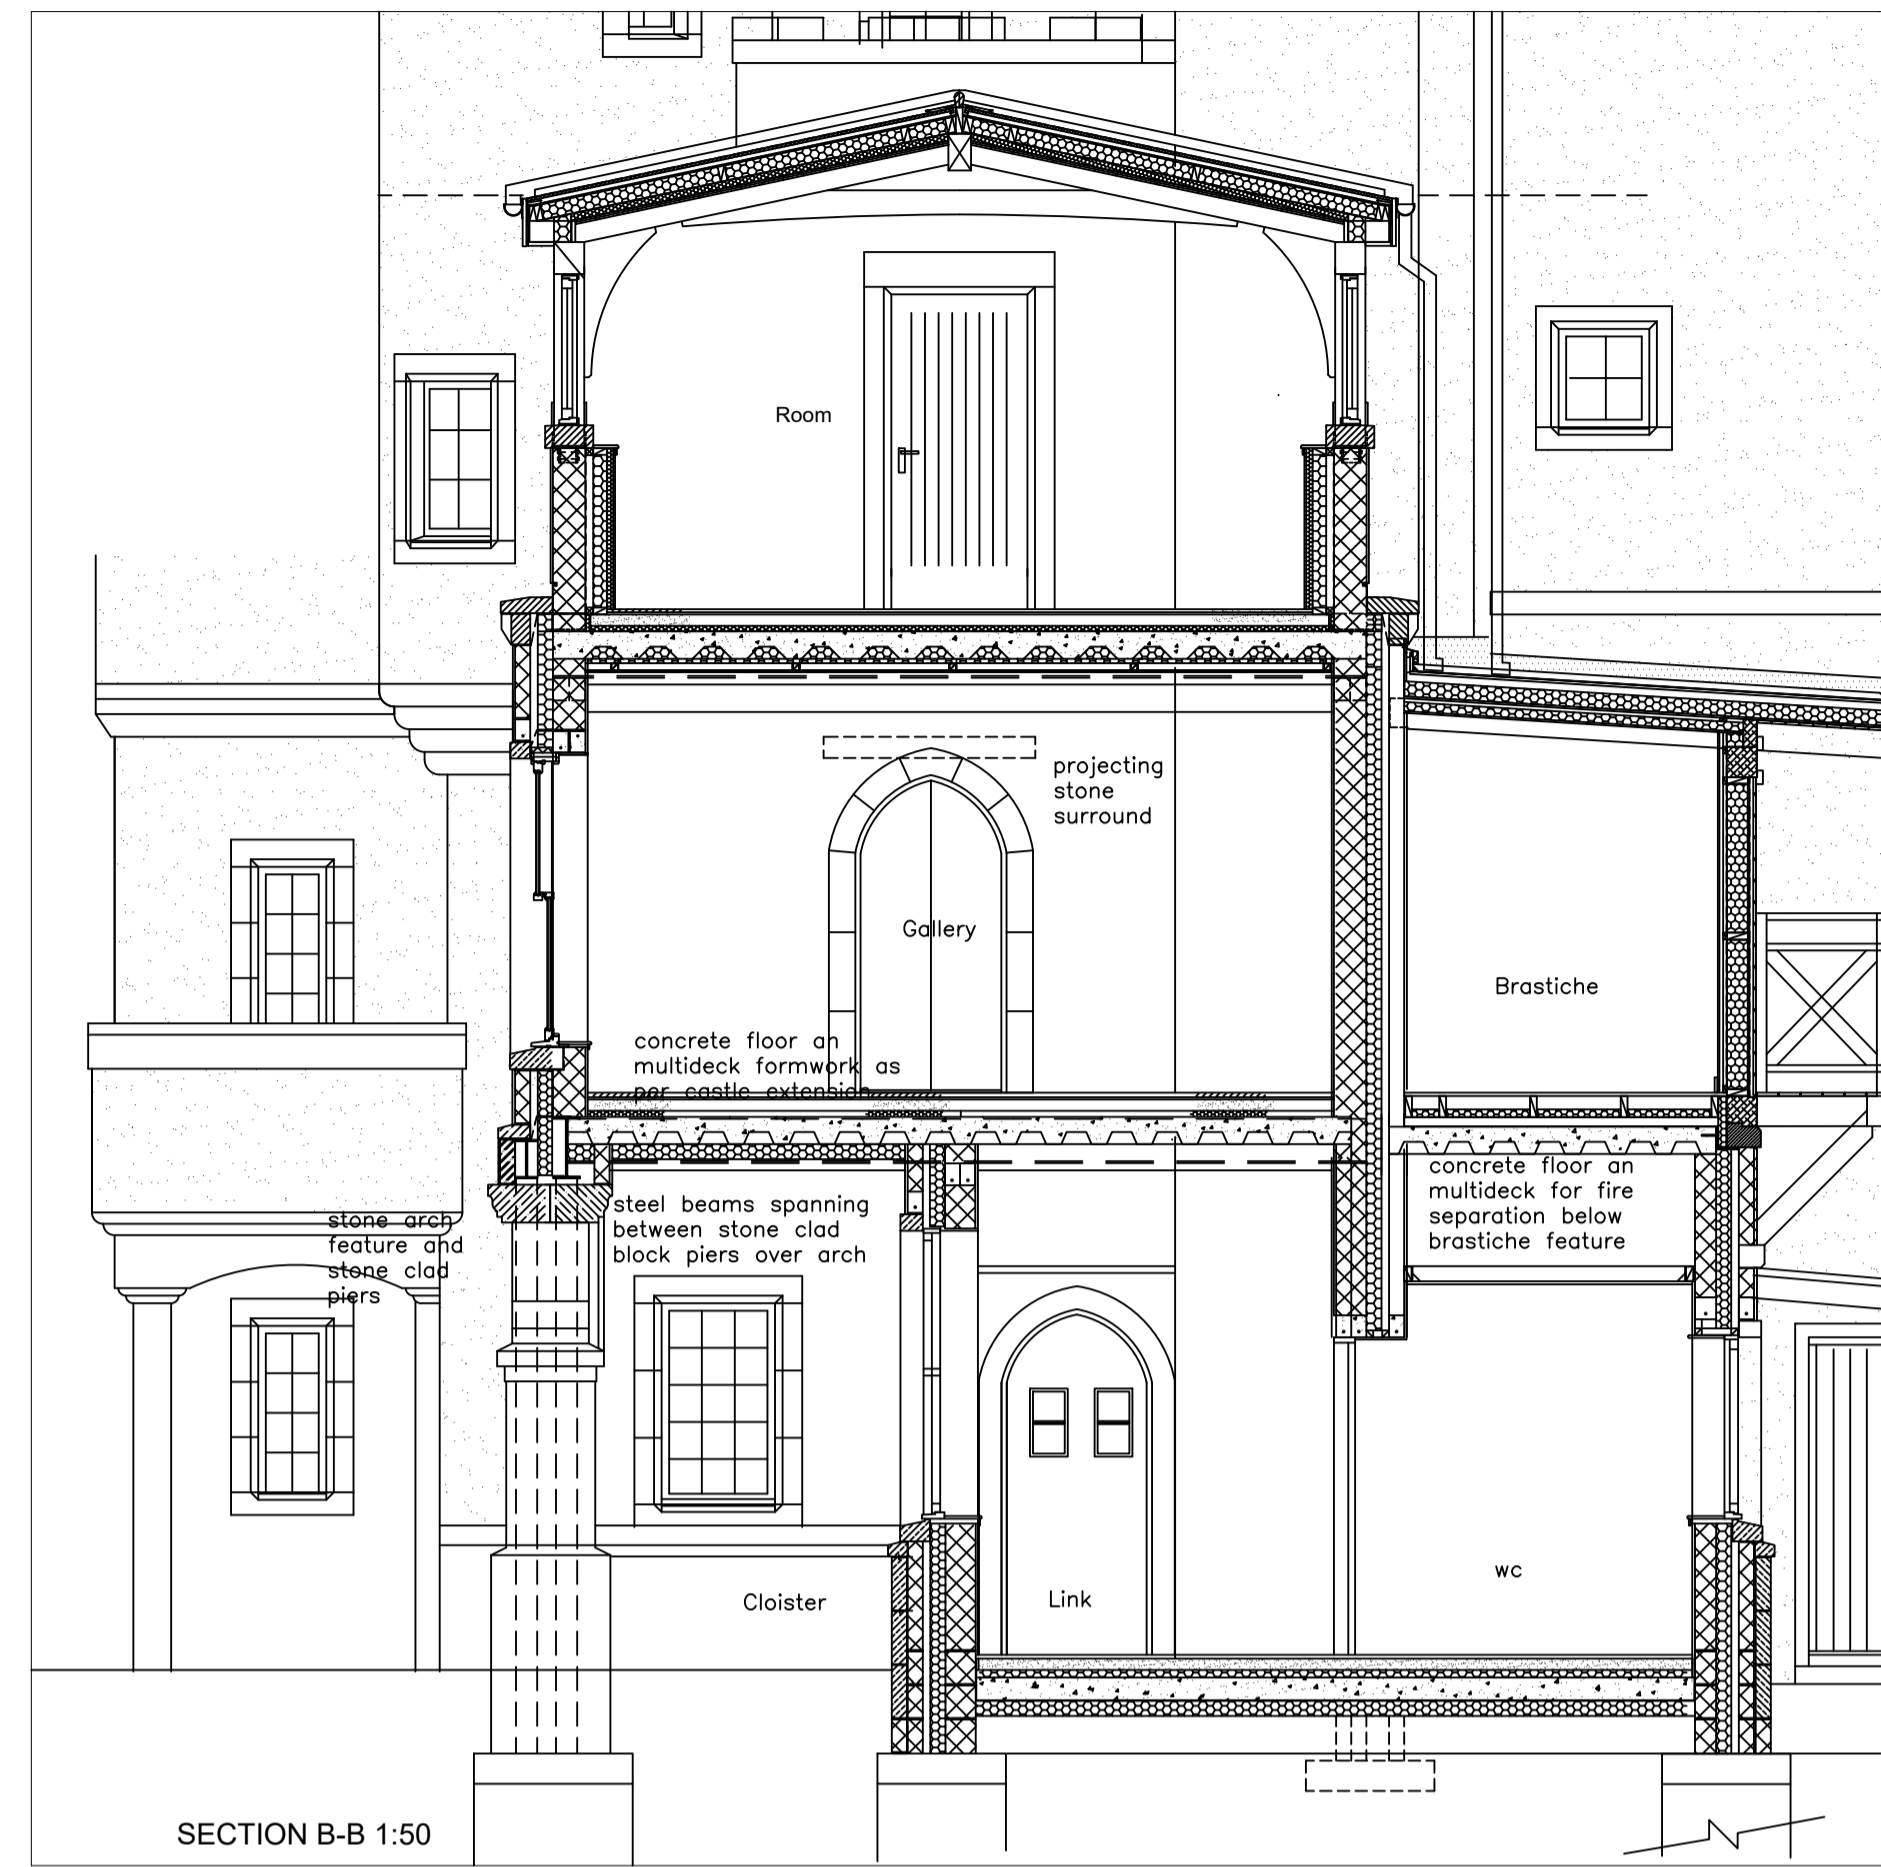 Room
projecting
stone
surround
Gallery
Brastiche
concrete floor an
multideck formwork as
per castle extension
concrete floor an
multideck for fire
separation below
brastiche feature
steel beams spanning
between stone clad
block piers over arch
stone arch
feature and
stone clad
piers
wc
Cloister
Link
SECTION B-B 1:50